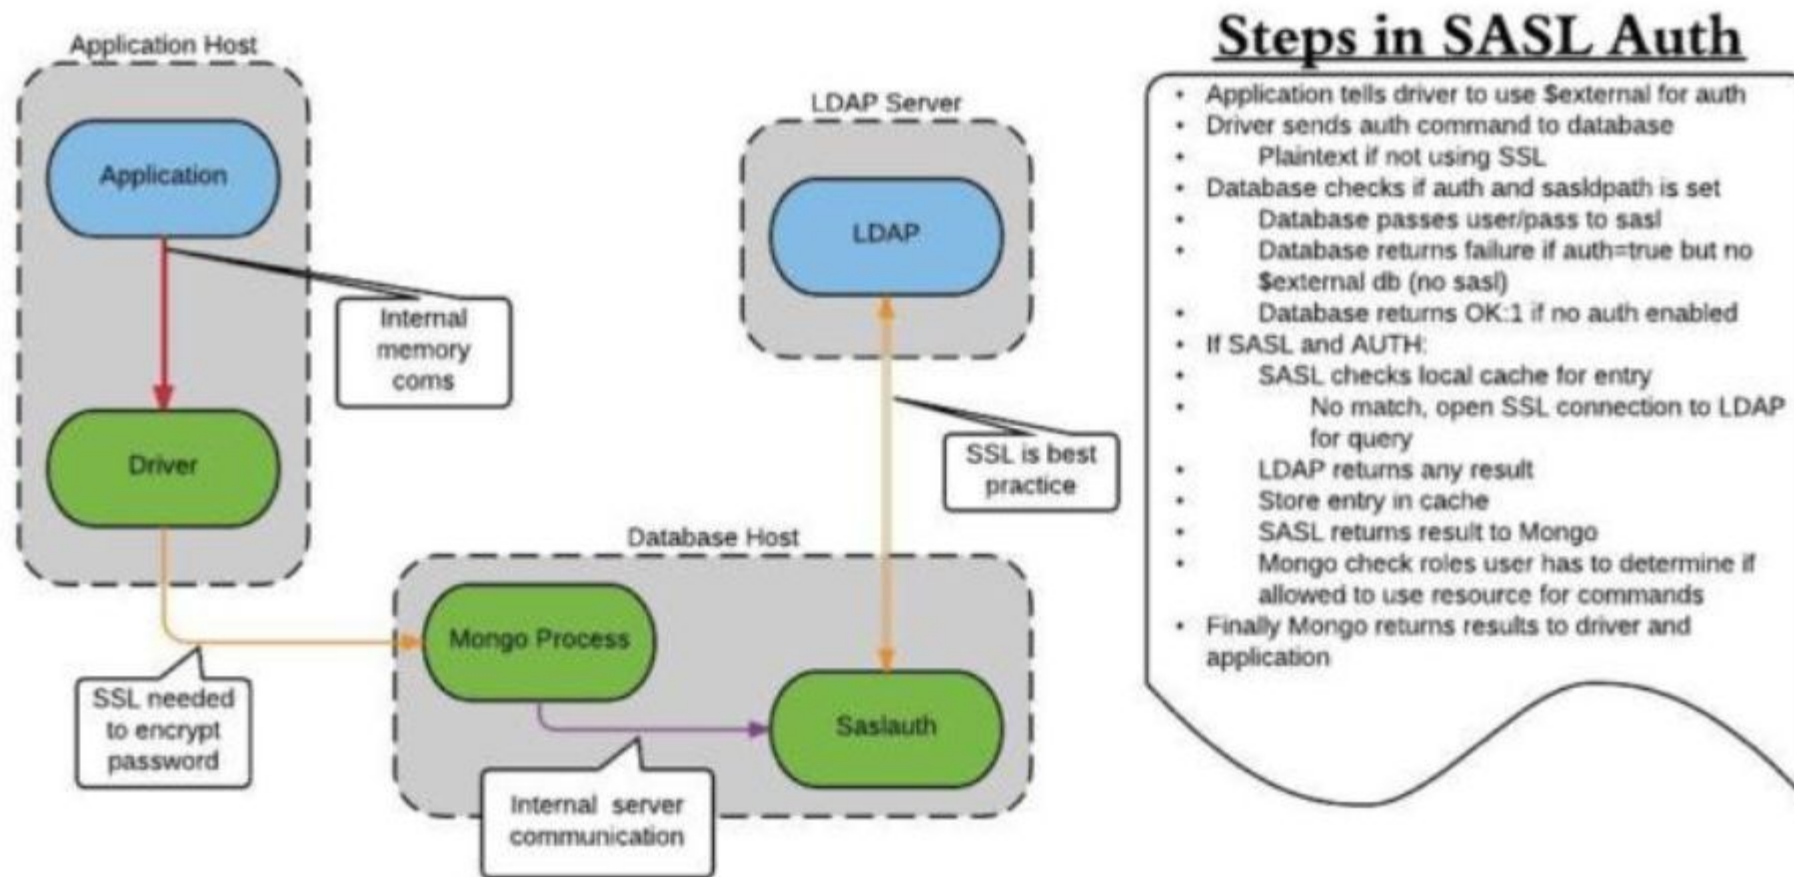 Steps in SASL Auth
Application Host
Application
Internal
memory
coms
Driver
SSL needed
to encrypt
password
LDAP Server
LDAP
SSL is best
practice
Database Host
Mongo Process
Saslauth
Internal server
communication
• Application tells driver to use $external for auth
• Driver sends auth command to database
• Plaintext if not using SSL
• Database checks if auth and sasldpath is set
• Database passes user/pass to sasl
• Database returns failure if auth=true but no
$external db (no sasl)
• Database returns OK:1 if no auth enabled
• If SASL and AUTH:
• SASL checks local cache for entry
• No match, open SSL connection to LDAP
for query
• LDAP returns any result
• Store entry in cache
• SASL returns result to Mongo
• Mongo check roles user has to determine if
allowed to use resource for commands
• Finally Mongo returns results to driver and
application